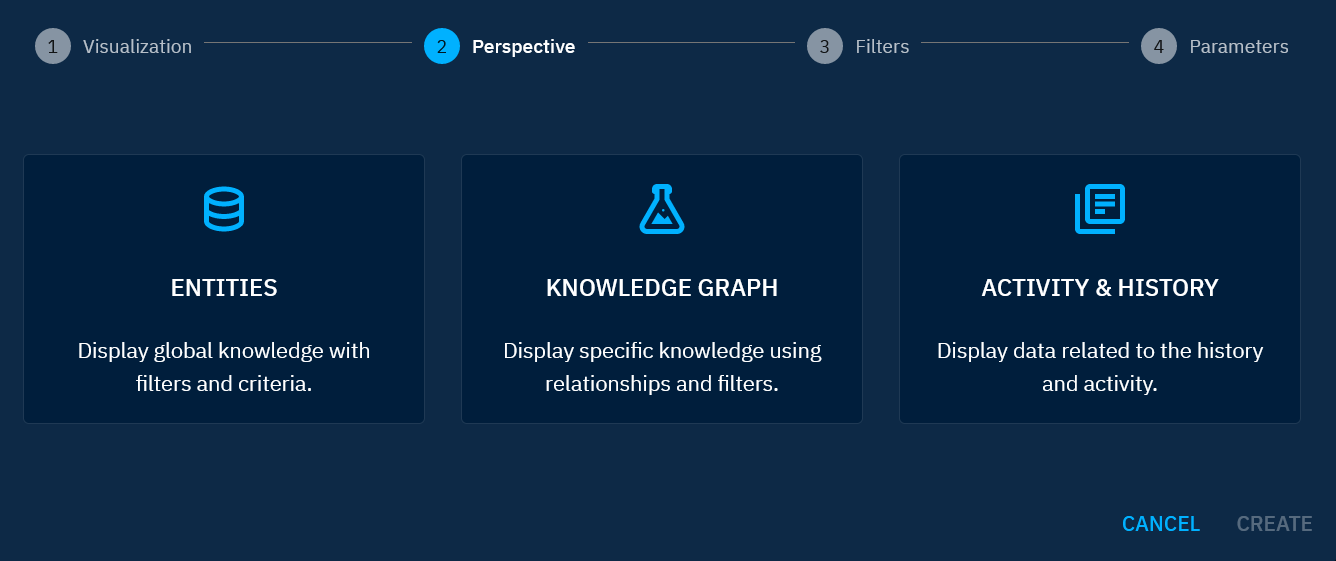 1 Visualization 2 Perspective 3 Filters 4 Parameters
ENTITIES
Display global knowledge with
filters and criteria.
KNOWLEDGE GRAPH
Display specific knowledge using
relationships and filters.
ACTIVITY & HISTORY
Display data related to the history
and activity.
CANCEL CREATE